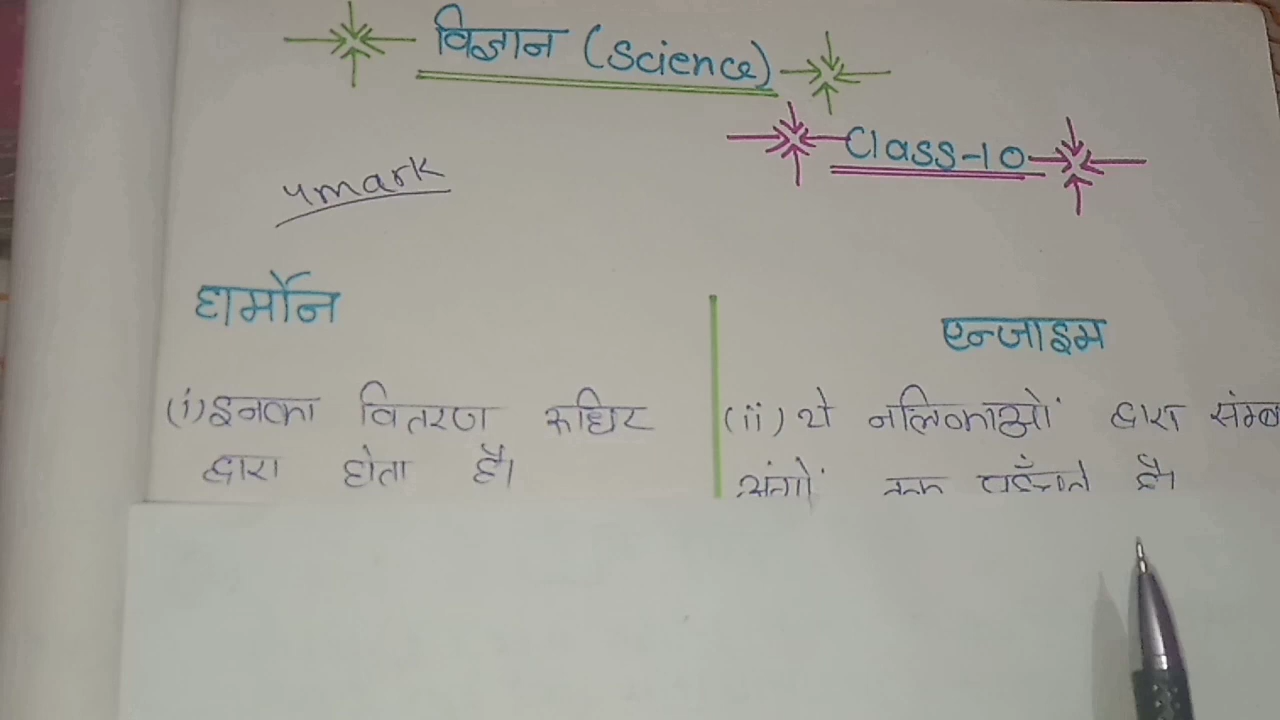 विज्ञान (Science)
Class-10
4mark
हार्मोन
एन्जाइम
(i) इनका वितरण रूधिर
द्वारा होता है।
(ii) ये नलिकाओं द्वारा
अंगों तक पहुँचते है।